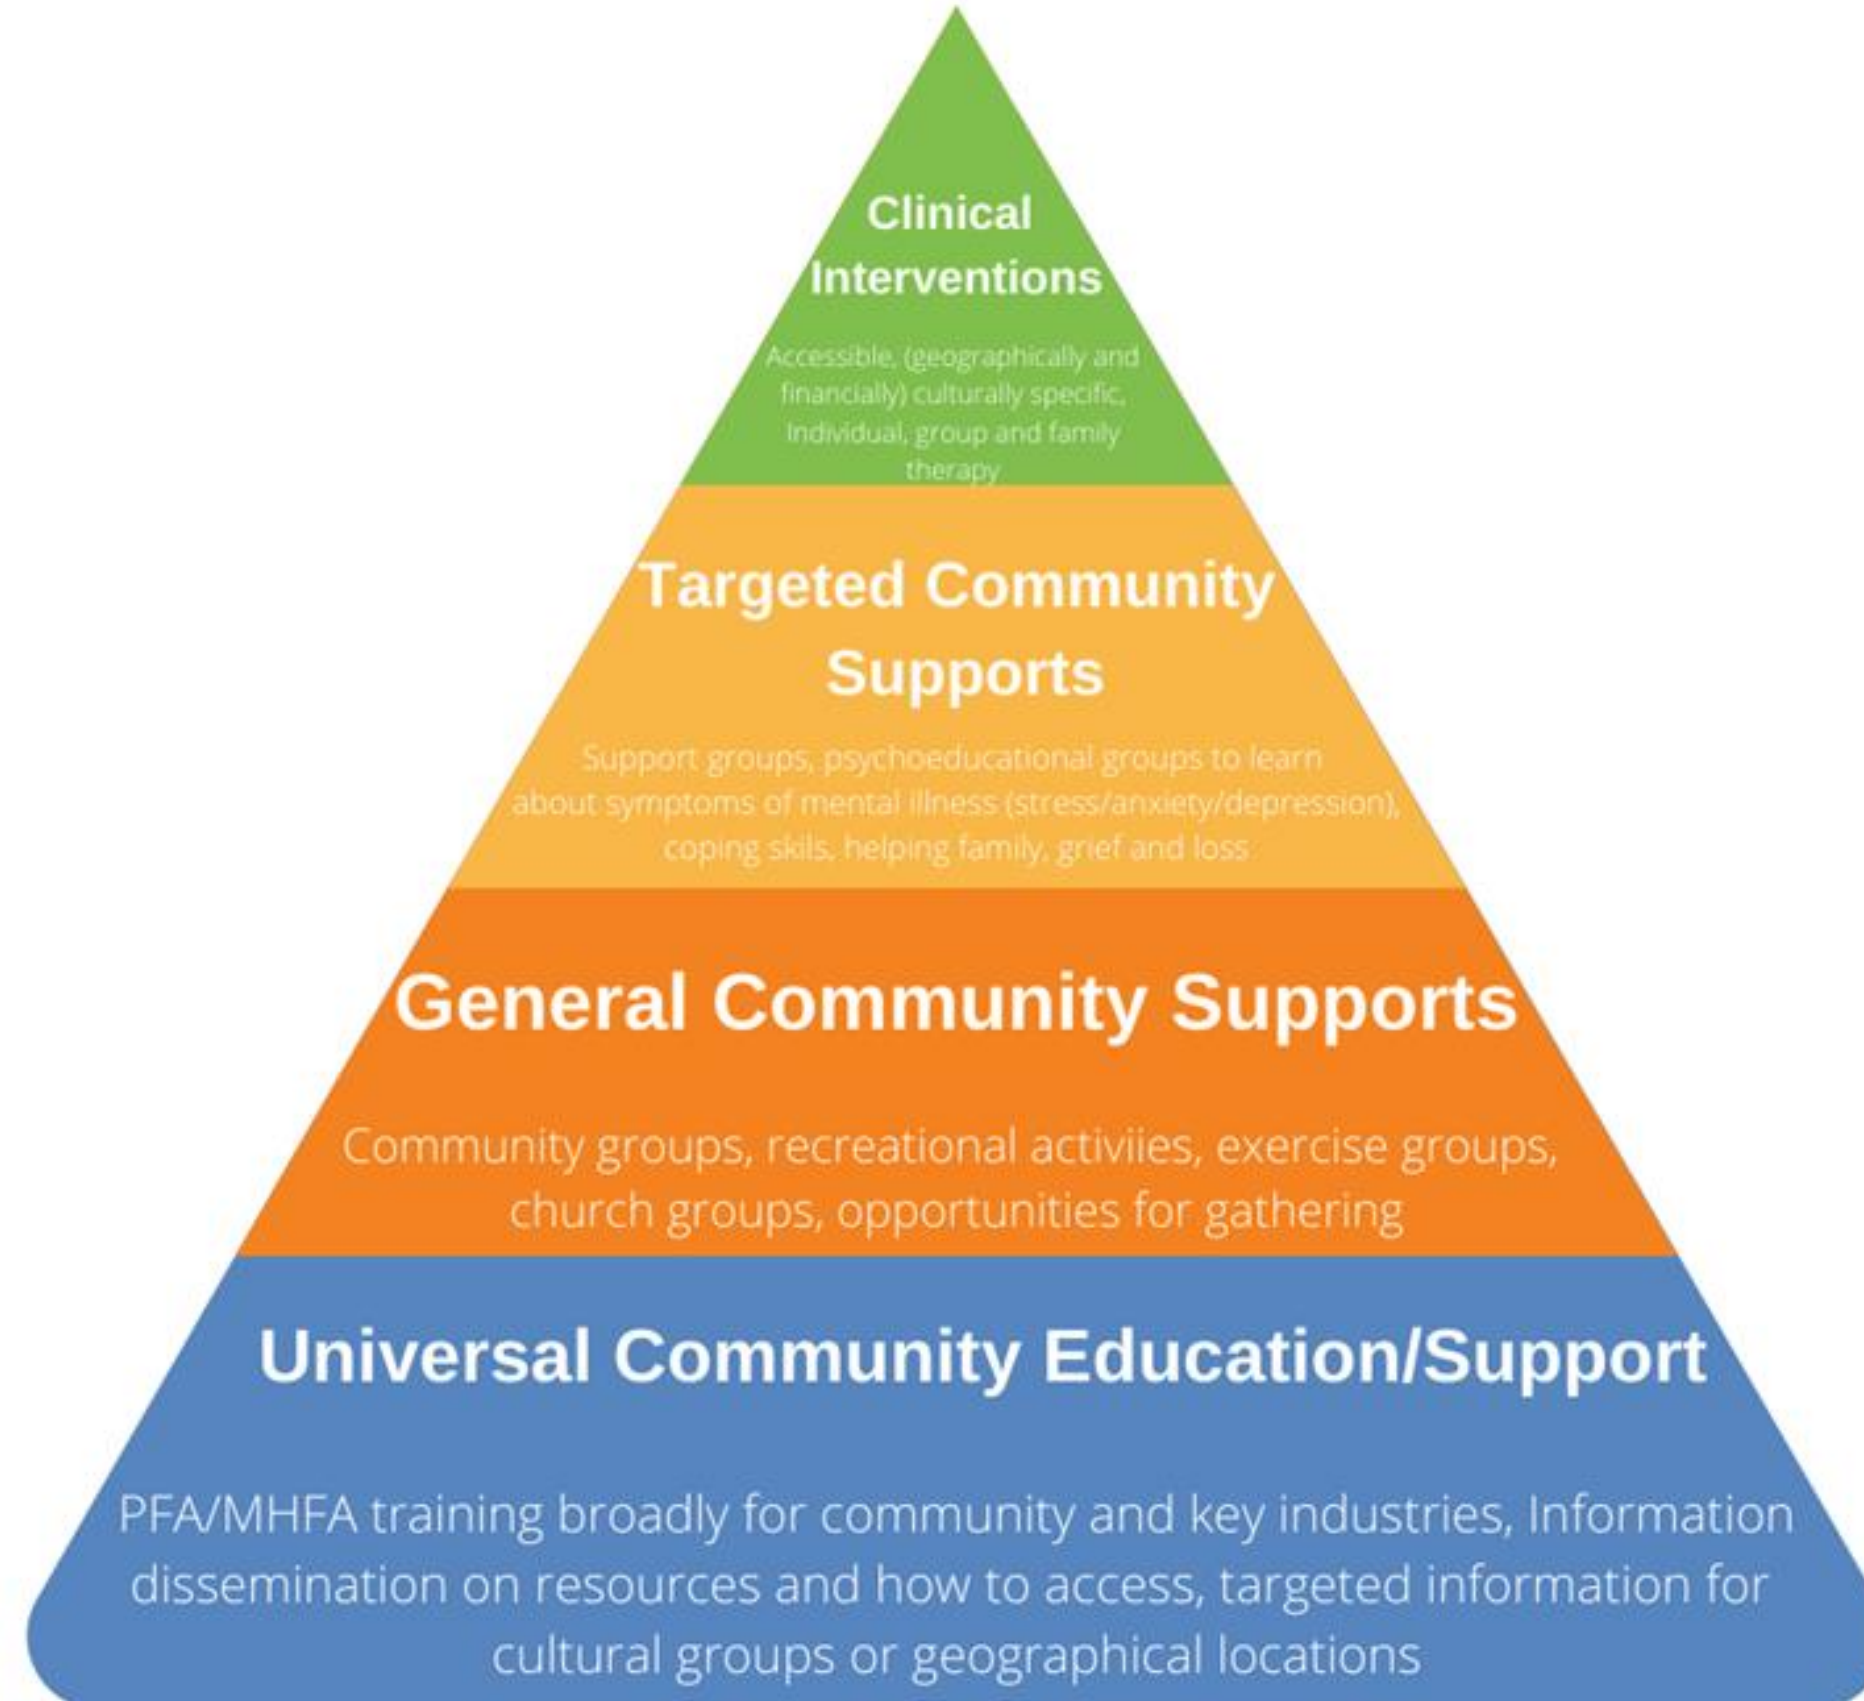 Clinical
Interventions
Accessible, (geographically and
financially) culturally specific,
Individual, group and family
therapy
Targeted Community
Supports
Support groups, psychoeducational groups to learn
about symptoms of mental illness (stress/anxiety/depression),
coping skils, helping family, grief and loss
General Community Supports
Community groups, recreational activiies, exercise groups,
church groups, opportunities for gathering
Universal Community Education/Support
PFA/MHFA training broadly for community and key industries, Information
dissemination on resources and how to access, targeted information for
cultural groups or geographical locations